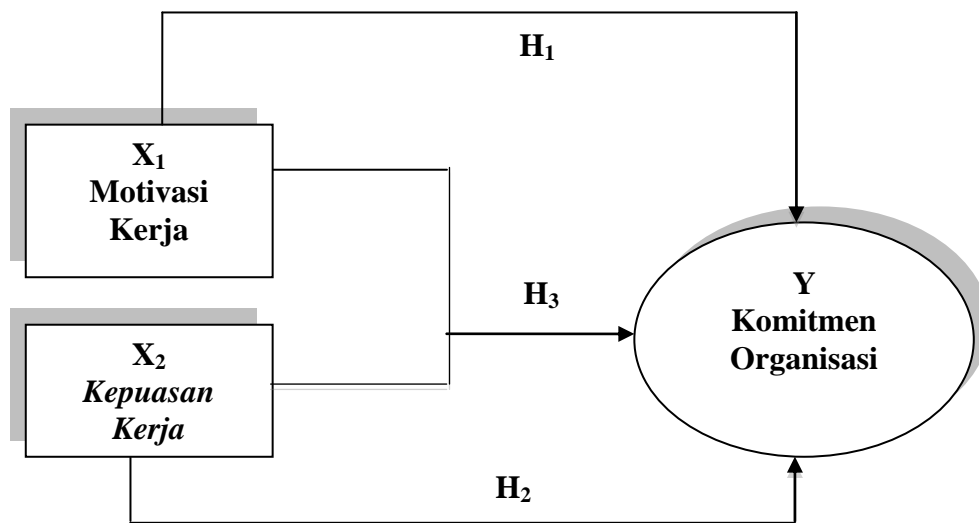 H₁
X₁
Motivasi
Kerja
H₃
Y
Komitmen
Organisasi
X₂
Kepuasan
Kerja
H₂